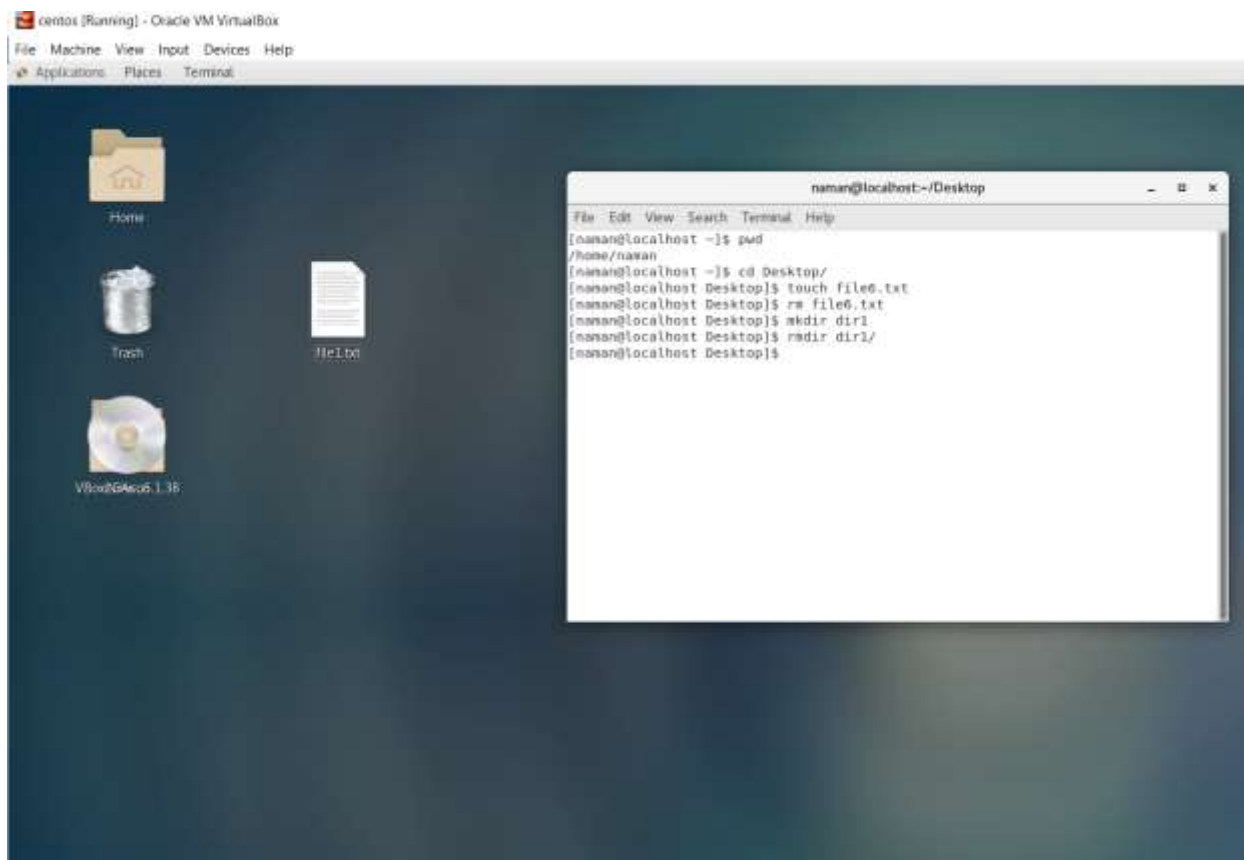 centos [Running] - Oracle VM VirtualBox
File Machine View Input Devices Help
Applications Places Terminal
Home
Trash
file1.txt
6.1.38
naman@localhost:~/Desktop
File Edit View Search Terminal Help
[naman@localhost ~]$ pwd
/home/naman
[naman@localhost ~]$ cd Desktop/
[naman@localhost Desktop]$ touch file6.txt
[naman@localhost Desktop]$ rm file6.txt
[naman@localhost Desktop]$ mkdir dir1
[naman@localhost Desktop]$ rmdir dir1/
[naman@localhost Desktop]$